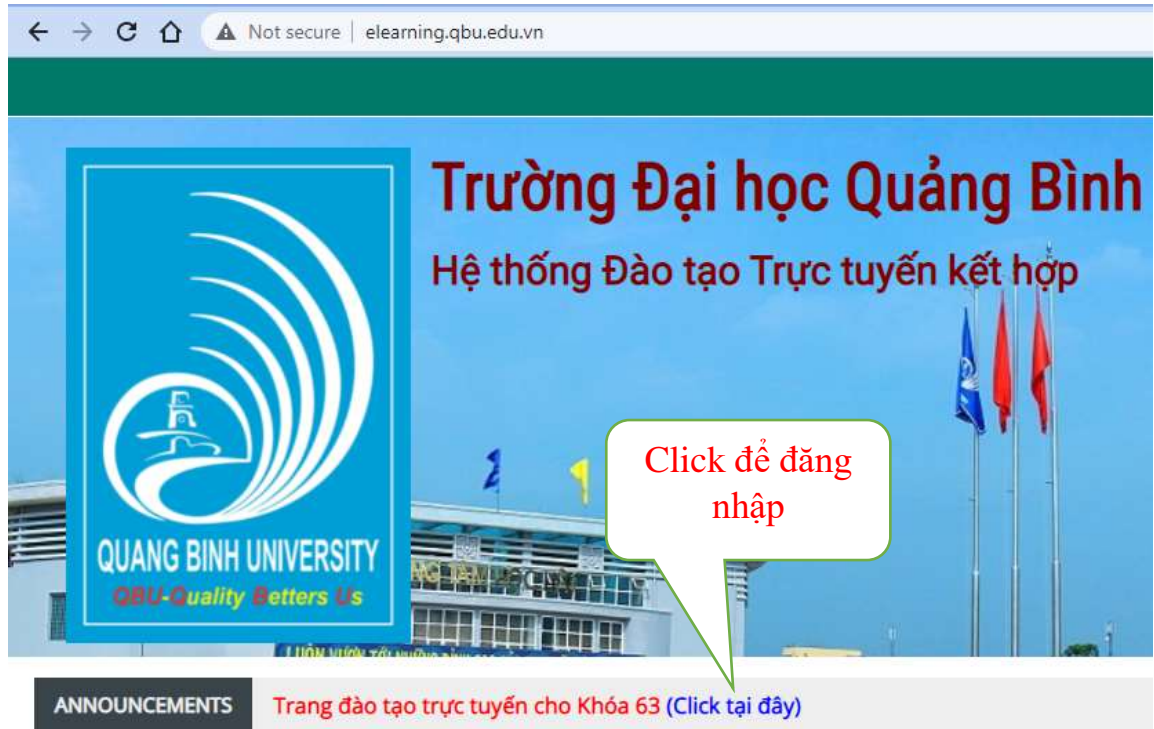 Not secure | elearning.qbu.edu.vn
Trường Đại học Quảng Bình
Hệ thống Đào tạo Trực tuyến kết hợp
Click để đăng
nhập
QUANG BINH UNIVERSITY
QBU-Quality Betters Us
ANNOUNCEMENTS Trang đào tạo trực tuyến cho Khóa 63 (Click tại đây)